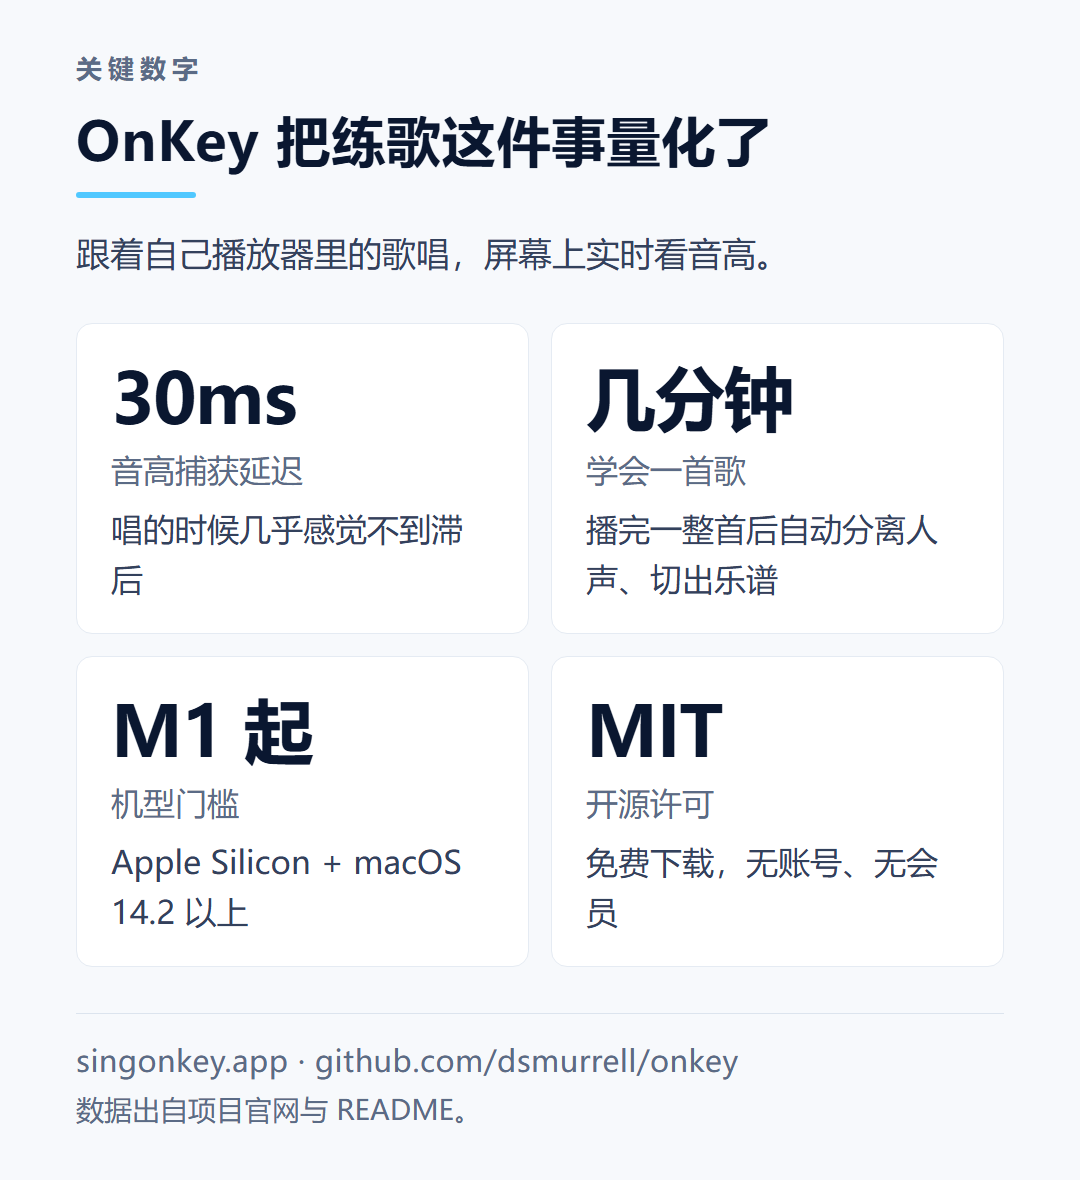 关键数字
OnKey 把练歌这件事量化了
跟着自己播放器里的歌唱，屏幕上实时看音高。
30ms
音高捕获延迟
唱的时候几乎感觉不到滞
后
几分钟
学会一首歌
播完一整首后自动分离人
声、切出乐谱
M1 起
机型门槛
Apple Silicon + macOS
14.2 以上
MIT
开源许可
免费下载，无账号、无会
员
singonkey.app · github.com/dsmurrell/onkey
数据出自项目官网与 README。